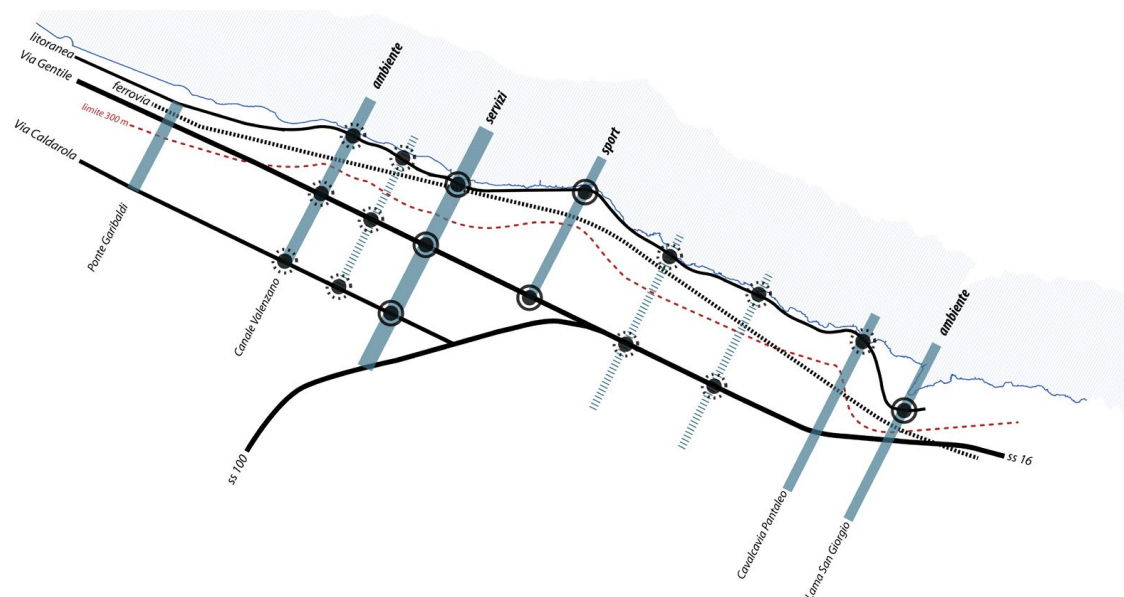 litoranea
Via Gentile
ferrovia
limite 300 m
Via Caldarola
ambiente
servizi
sport
ambiente
Ponte Garibaldi
Canale Valenzano
ss 100
ss 16
Cavalcavia Pantaleo
Lama San Giorgio